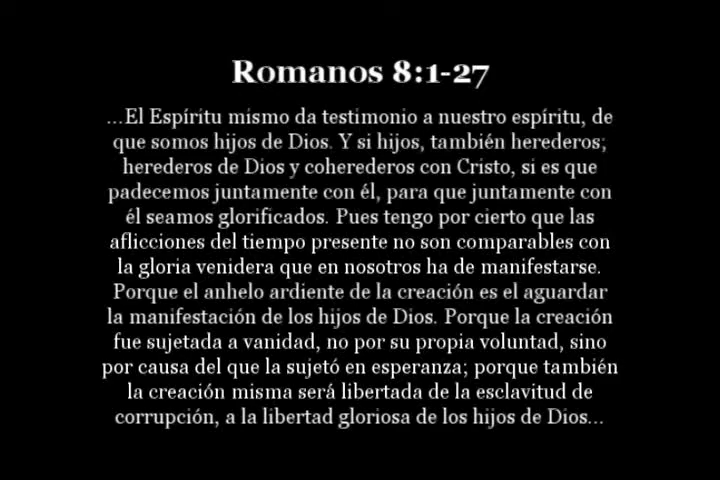 Romanos 8:1-27
...El Espíritu mismo da testimonio a nuestro espíritu, de
que somos hijos de Dios. Y si hijos, también herederos;
herederos de Dios y coherederos con Cristo, si es que
padecemos juntamente con él, para que juntamente con
él seamos glorificados. Pues tengo por cierto que las
aflicciones del tiempo presente no son comparables con
la gloria venidera que en nosotros ha de manifestarse.
Porque el anhelo ardiente de la creación es el aguardar
la manifestación de los hijos de Dios. Porque la creación
fue sujetada a vanidad, no por su propia voluntad, sino
por causa del que la sujetó en esperanza; porque también
la creación misma será libertada de la esclavitud de
corrupción, a la libertad gloriosa de los hijos de Dios...